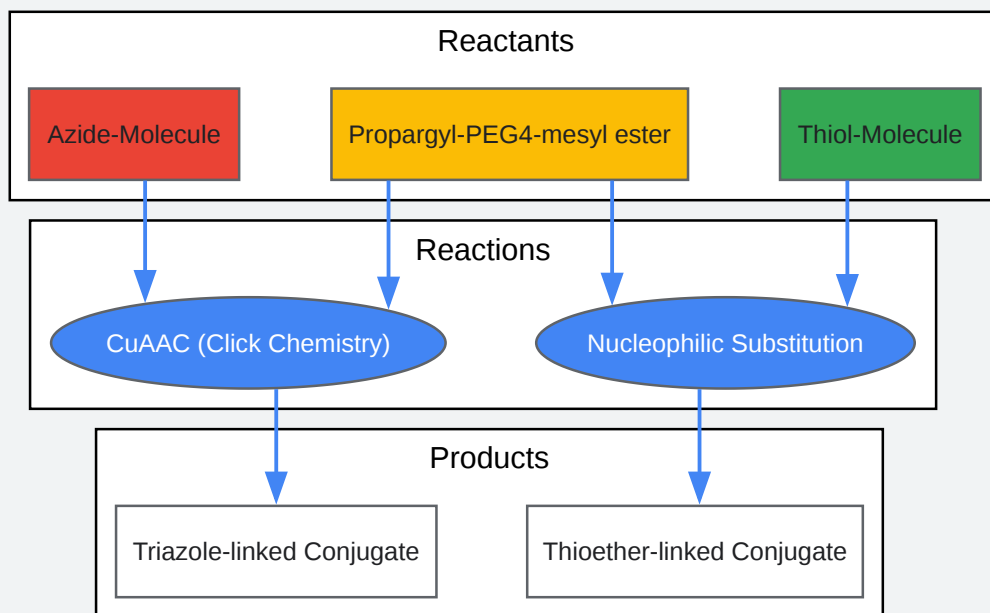 Reactants
Azide-Molecule
Propargyl-PEG4-mesyl ester
Thiol-Molecule
Reactions
CuAAC (Click Chemistry)
Nucleophilic Substitution
Products
Triazole-linked Conjugate
Thioether-linked Conjugate